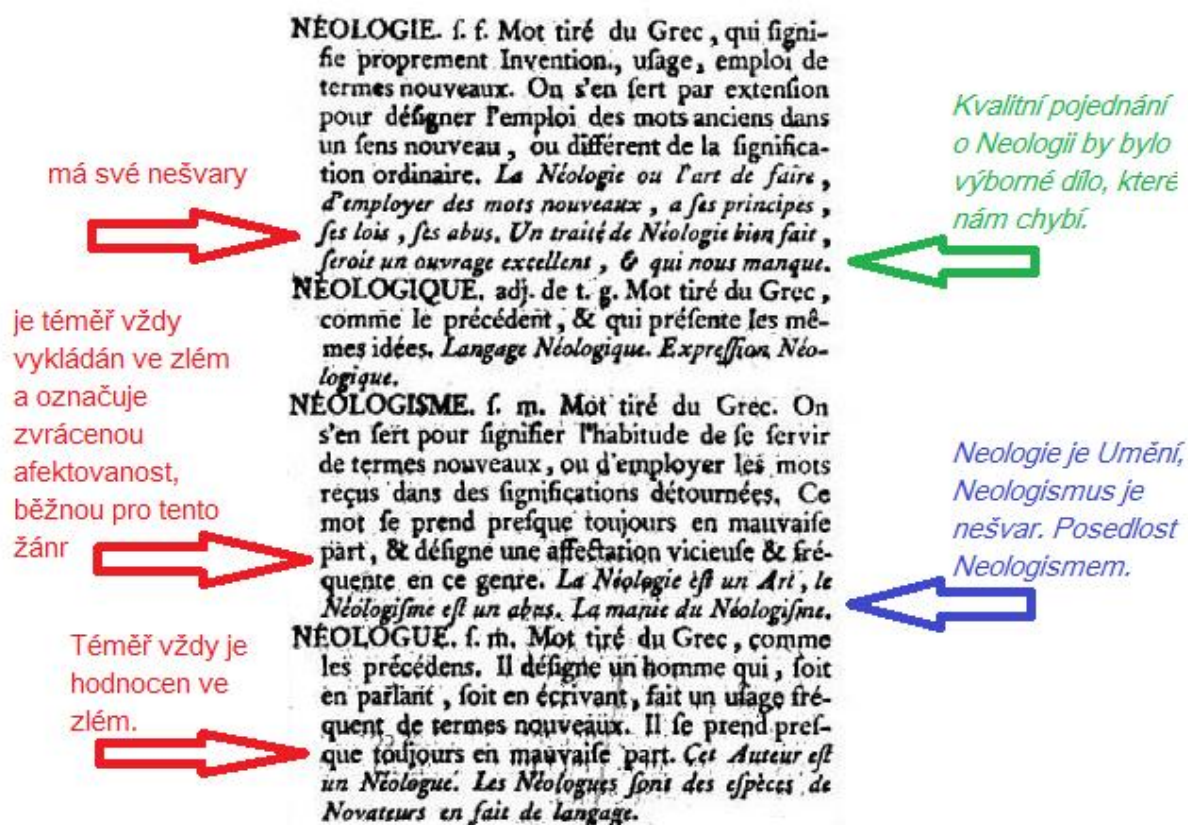 NÉOLOGIE. ſ. f. Mot tiré du Grec, qui ſigni-
fie proprement Invention., uſage, emploi de
termes nouveaux. On s'en ſert par extenſion
pour déſigner l'emploi des mots anciens dans
un ſens nouveau, ou différent de la ſignifica-
tion ordinaire. La Néologie ou l'art de faire,
d'employer des mots nouveaux, a ſes principes,
ſes lois, ſes abus. Un traité de Néologie bien fait,
ſeroit un ouvrage excellent, & qui nous manque.
NÉOLOGIQUE. adj. de t. g. Mot tiré du Grec,
comme le précédent, & qui préſente les mê-
mes idées. Langage Néologique. Expreſſion Néo-
logique.
NÉOLOGISME. ſ. m. Mot tiré du Grec. On
s'en ſert pour ſignifier l'habitude de ſe ſervir
de termes nouveaux, ou d'employer les mots
reçus dans des ſignifications détournées. Ce
mot ſe prend preſque toujours en mauvaiſe
part, & déſigne une affectation vicieuſe & fré-
quente en ce genre. La Néologie eſt un Art, le
Néologiſme eſt un abus. La manie du Néologiſme.
NÉOLOGUE. ſ. m. Mot tiré du Grec, comme
les précédens. Il déſigne un homme qui, ſoit
en parlant, ſoit en écrivant, fait un uſage fré-
quent de termes nouveaux. Il ſe prend preſ-
que toujours en mauvaiſe part. Cet Auteur eſt
un Néologue. Les Néologues ſont des eſpèces de
Novateurs en fait de langage.
má své nešvary
je téměř vždy
vykládán ve zlém
a označuje
zvrácenou
afektovanost,
běžnou pro tento
žánr
Téměř vždy je
hodnocen ve
zlém.
Kvalitní pojednání
o Neologii by bylo
výborné dílo, které
nám chybí.
Neologie je Umění,
Neologismus je
nešvar. Posedlost
Neologismem.